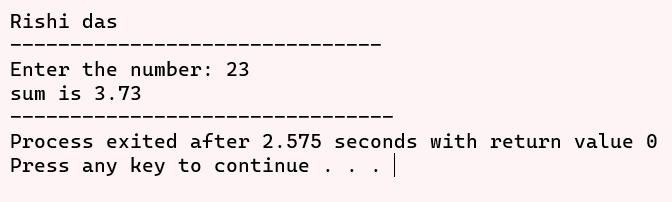 Rishi das
-------------------------------
Enter the number: 23
sum is 3.73
--------------------------------
Process exited after 2.575 seconds with return value 0
Press any key to continue . . .